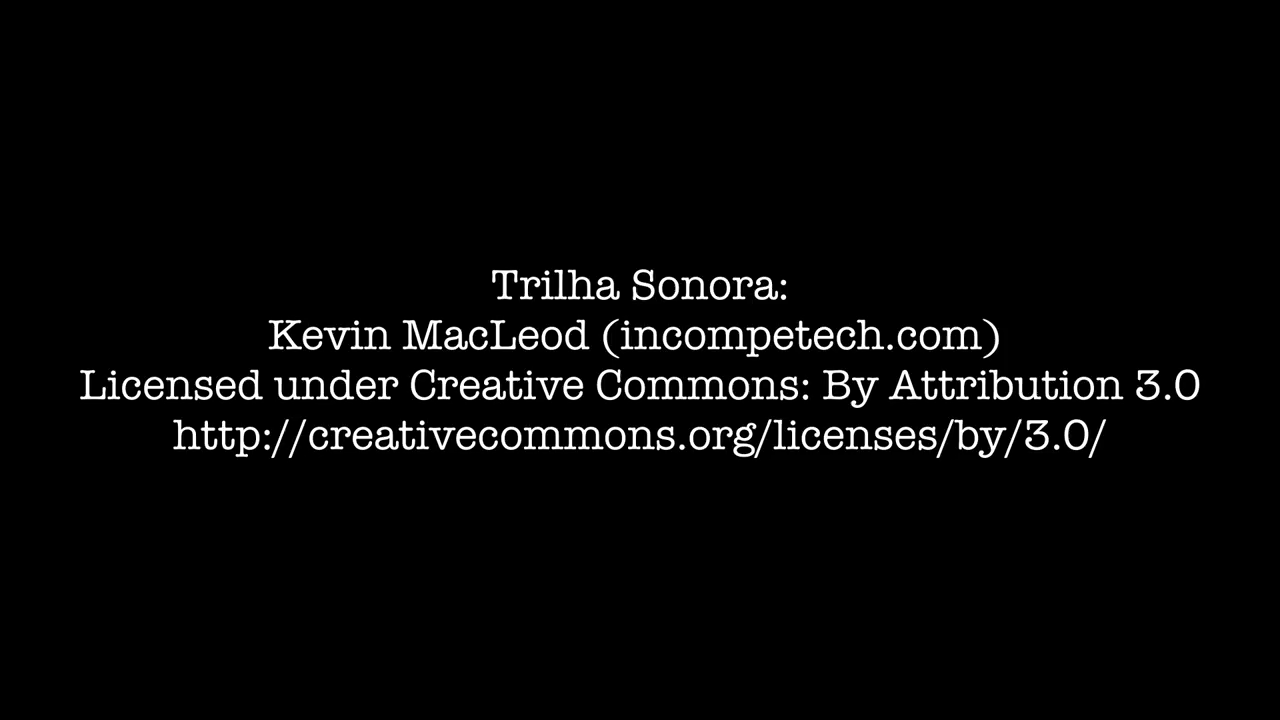 Trilha Sonora:
Kevin MacLeod (incompetech.com)
Licensed under Creative Commons: By Attribution 3.0
http://creativecommons.org/licenses/by/3.0/